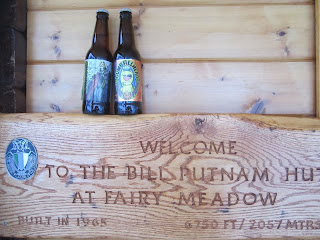 WELCOME
TO THE BILL PUTNAM HUT
AT FAIRY MEADOW
BUILT IN 1965
6750 FT / 2057 MTRS